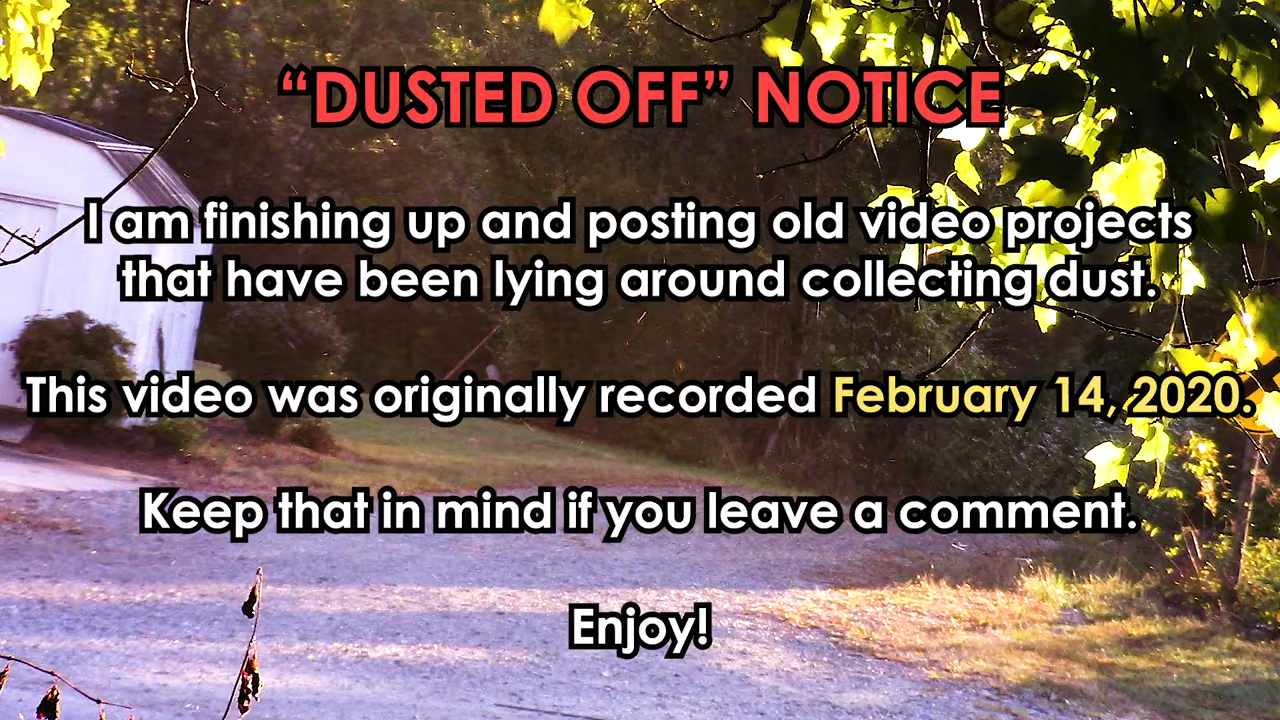 “DUSTED OFF” NOTICE
I am finishing up and posting old video projects
that have been lying around collecting dust.
This video was originally recorded February 14, 2020.
Keep that in mind if you leave a comment.
Enjoy!